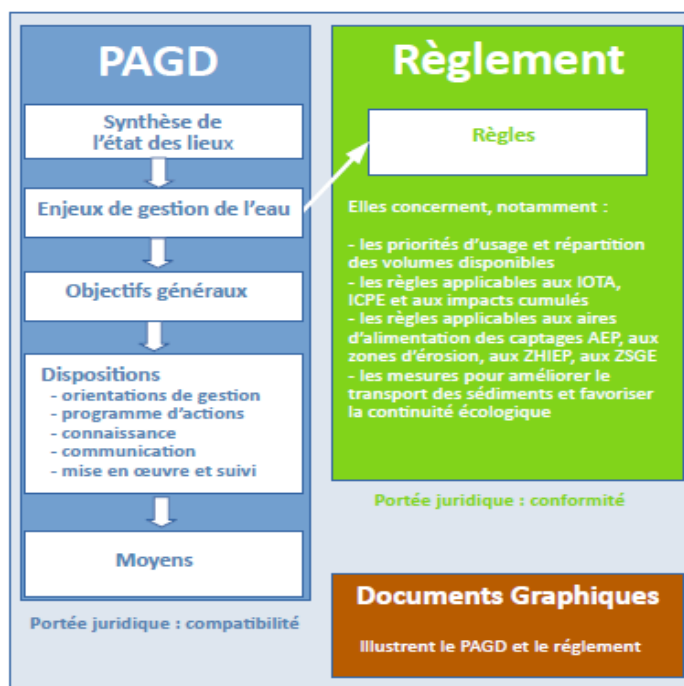 PAGD
Synthèse de
l'état des lieux
Enjeux de gestion de l'eau
Objectifs généraux
Dispositions
- orientations de gestion
- programme d'actions
- connaissance
- communication
- mise en œuvre et suivi
Moyens
Portée juridique : compatibilité
Règlement
Règles
Elles concernent, notamment :
- les priorités d'usage et répartition
des volumes disponibles
- les règles applicables aux IOTA,
ICPE et aux impacts cumulés
- les règles applicables aux aires
d'alimentation des captages AEP, aux
zones d'érosion, aux ZHIEP, aux ZSGE
- les mesures pour améliorer le
transport des sédiments et favoriser
la continuité écologique
Portée juridique : conformité
Documents Graphiques
Illustrent le PAGD et le réglement